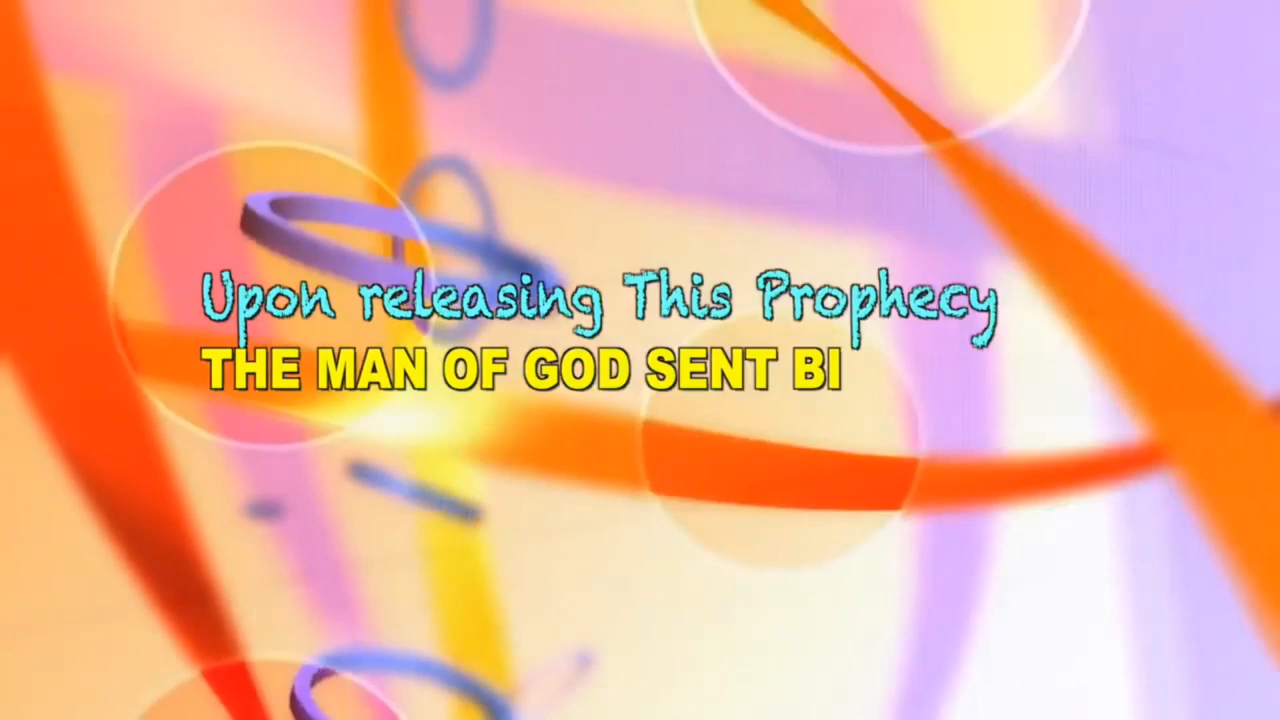 Upon releasing This Prophecy
THE MAN OF GOD SENT BI